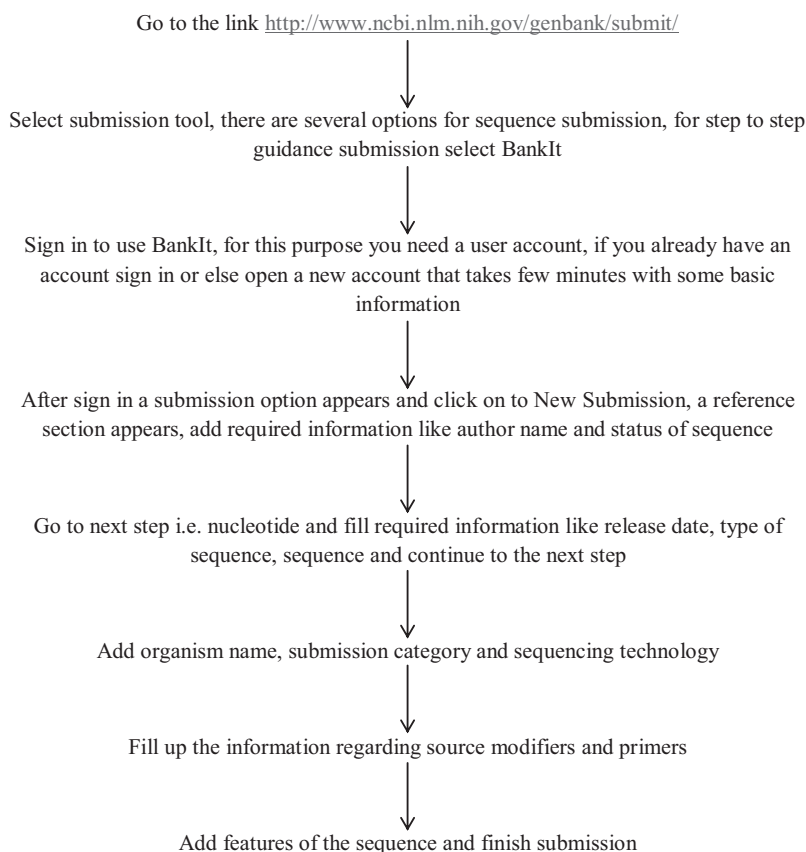 Go to the link http://www.ncbi.nlm.nih.gov/genbank/submit/
Select submission tool, there are several options for sequence submission, for step to step
guidance submission select BankIt
Sign in to use BankIt, for this purpose you need a user account, if you already have an
account sign in or else open a new account that takes few minutes with some basic
information
After sign in a submission option appears and click on to New Submission, a reference
section appears, add required information like author name and status of sequence
Go to next step i.e. nucleotide and fill required information like release date, type of
sequence, sequence and continue to the next step
Add organism name, submission category and sequencing technology
Fill up the information regarding source modifiers and primers
Add features of the sequence and finish submission